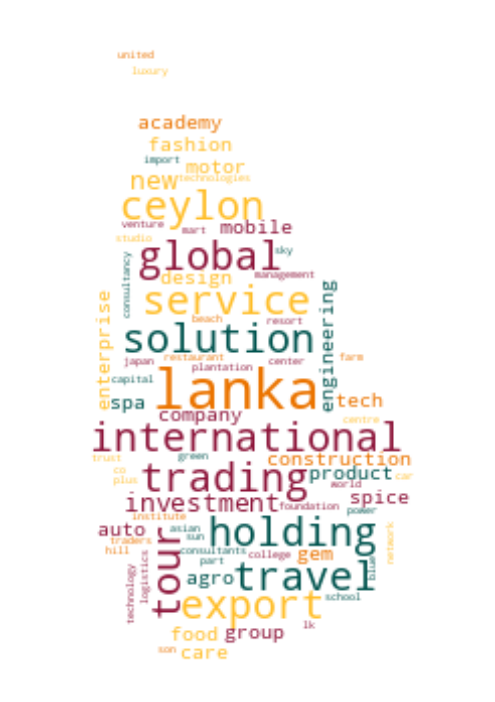 united
luxury
academy
fashion
import motor
new technologies
ceylon
venture mart mobile
studio
global sky
consultancy design management
enterprise service engineering
beach resort
solution
japan restaurant center farm
plantation
capital lanka
spa tech
company centre
international
trust green construction
co trading product car
plus world
investment foundation spice
institute power
auto asian holding network
traders sun
hill consultants gem
part college
technology logistics tour agro travel blue
export school
food group lk
son care